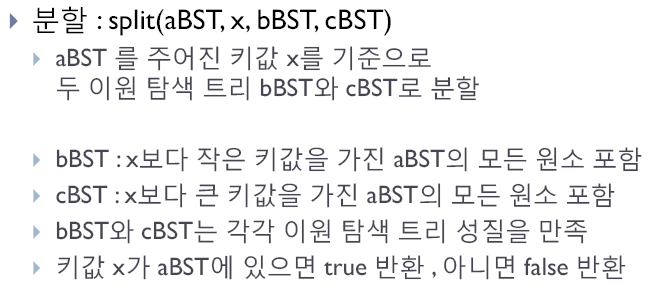 분할 : split(aBST, x, bBST, cBST)
aBST 를 주어진 키값 x를 기준으로
두 이원 탐색 트리 bBST와 cBST로 분할
bBST : x보다 작은 키값을 가진 aBST의 모든 원소 포함
cBST : x보다 큰 키값을 가진 aBST의 모든 원소 포함
bBST와 cBST는 각각 이원 탐색 트리 성질을 만족
키값 x가 aBST에 있으면 true 반환 , 아니면 false 반환